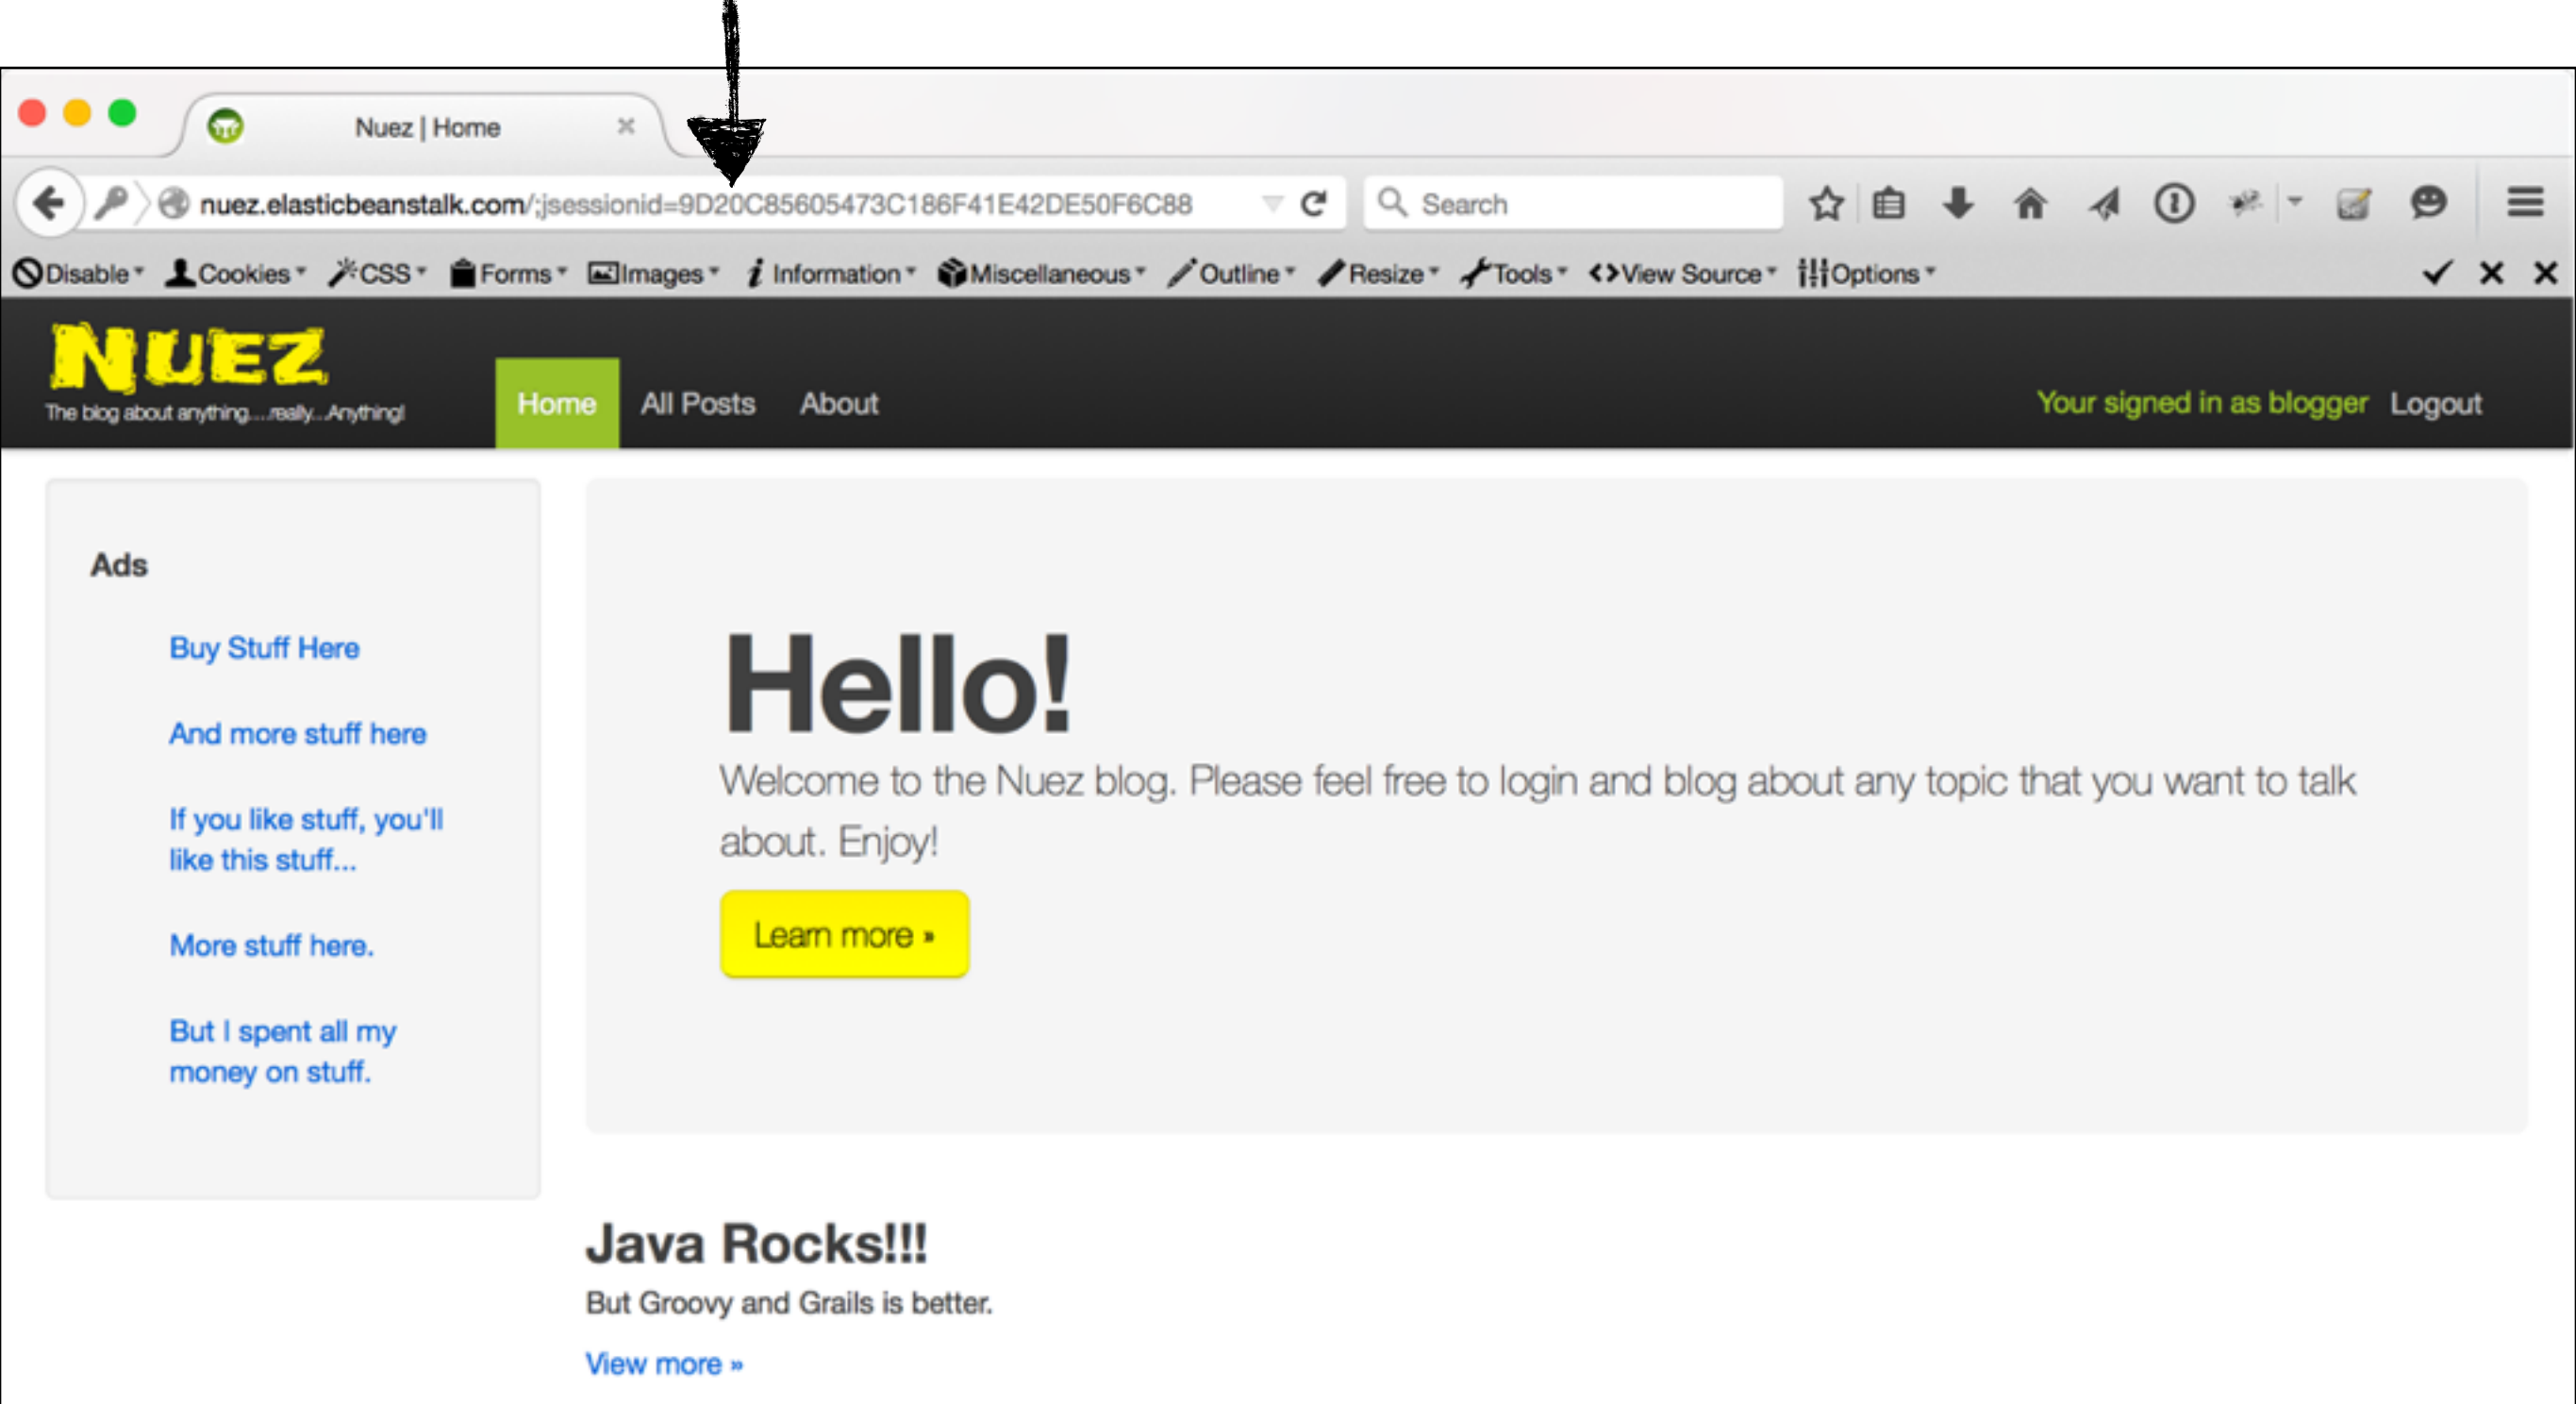 Nuez | Home
nuez.elasticbeanstalk.com/;jsessionid=9D20C85605473C186F41E42DE50F6C88
Search
Disable Cookies CSS Forms Images Information Miscellaneous Outline Resize Tools View Source Options
NUEZ
The blog about anything....really...Anything!
Home All Posts About
Your signed in as blogger Logout
Ads
Buy Stuff Here
And more stuff here
If you like stuff, you'll
like this stuff...
More stuff here.
But I spent all my
money on stuff.
Hello!
Welcome to the Nuez blog. Please feel free to login and blog about any topic that you want to talk
about. Enjoy!
Learn more »
Java Rocks!!!
But Groovy and Grails is better.
View more »